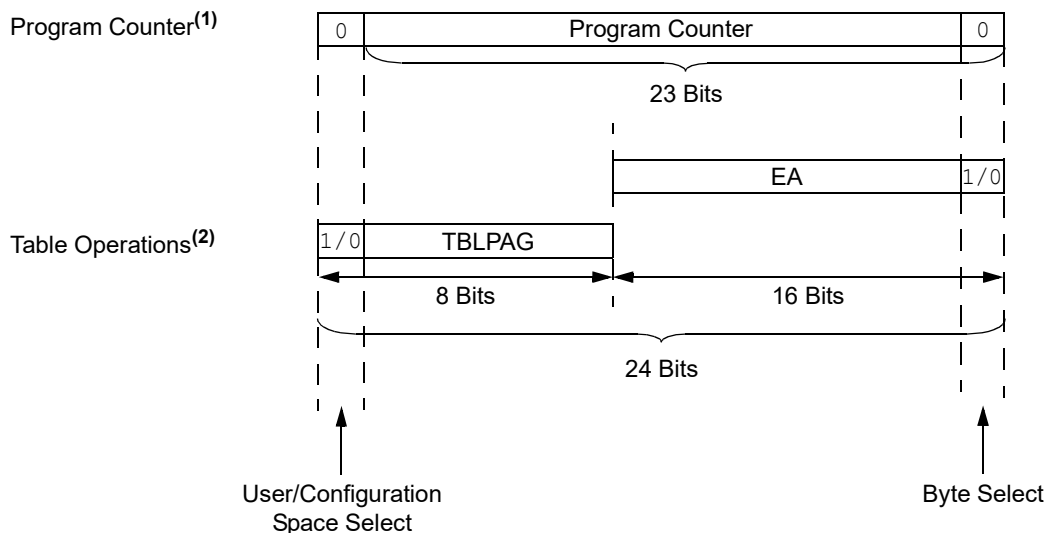 Program Counter(1) 0 Program Counter 0
23 Bits
EA 1/0
Table Operations(2) 1/0 TBLPAG
8 Bits 16 Bits
24 Bits
User/Configuration
Space Select
Byte Select